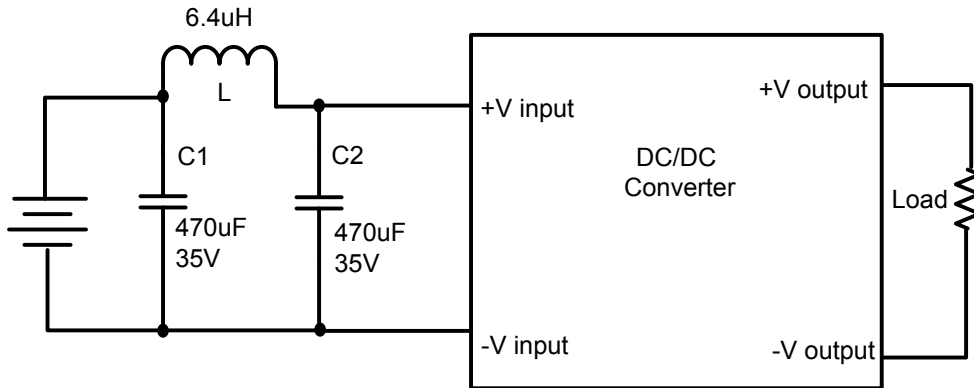 6.4uH
L
C1
470uF
35V
C2
470uF
35V
+V input
-V input
DC/DC
Converter
+V output
-V output
Load